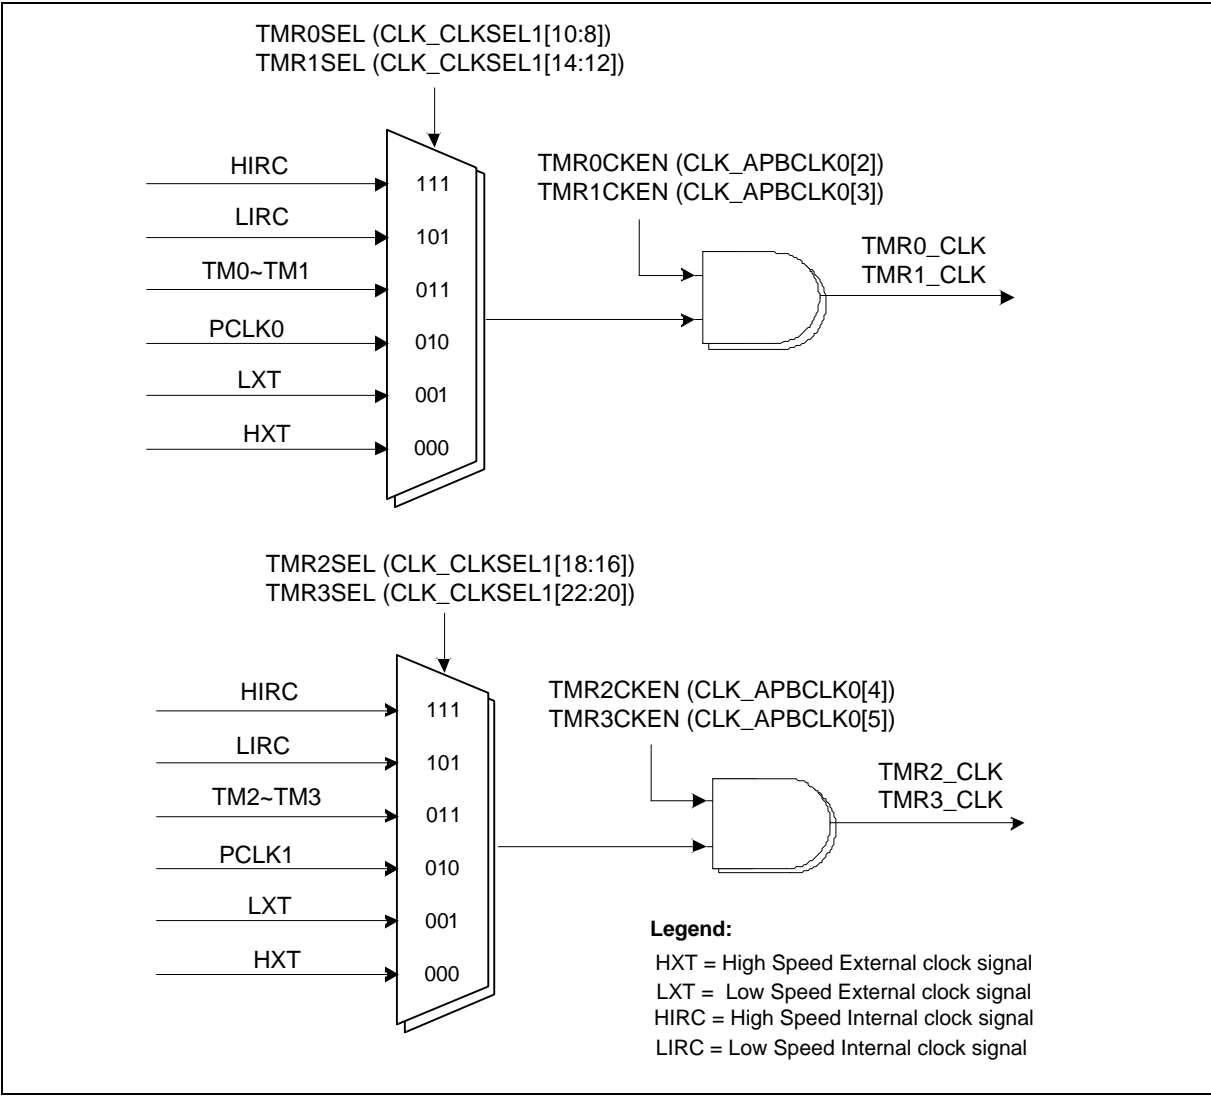 TMR0SEL (CLK_CLKSEL1[10:8])
TMR1SEL (CLK_CLKSEL1[14:12])
HIRC
111
LIRC
101
TM0~TM1
011
PCLK0
010
LXT
001
HXT
000
TMR0CKEN (CLK_APBCLK0[2])
TMR1CKEN (CLK_APBCLK0[3])
TMR0_CLK
TMR1_CLK
TMR2SEL (CLK_CLKSEL1[18:16])
TMR3SEL (CLK_CLKSEL1[22:20])
HIRC
111
LIRC
101
TM2~TM3
011
PCLK1
010
LXT
001
HXT
000
TMR2CKEN (CLK_APBCLK0[4])
TMR3CKEN (CLK_APBCLK0[5])
TMR2_CLK
TMR3_CLK
Legend:
HXT = High Speed External clock signal
LXT = Low Speed External clock signal
HIRC = High Speed Internal clock signal
LIRC = Low Speed Internal clock signal